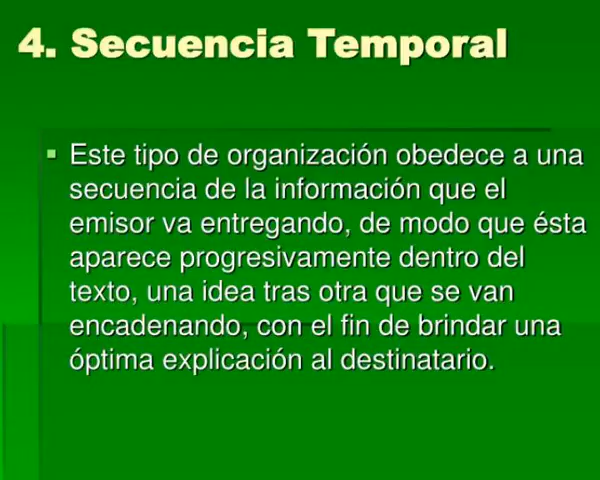 4. Secuencia Temporal
Este tipo de organización obedece a una
secuencia de la información que el
emisor va entregando, de modo que ésta
aparece progresivamente dentro del
texto, una idea tras otra que se van
encadenando, con el fin de brindar una
óptima explicación al destinatario.